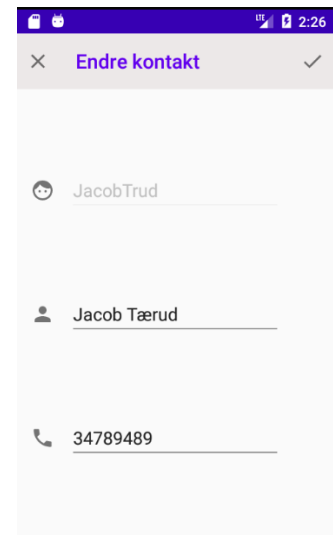 LTE 2:26
Endre kontakt
JacobTrud
Jacob Tærud
34789489